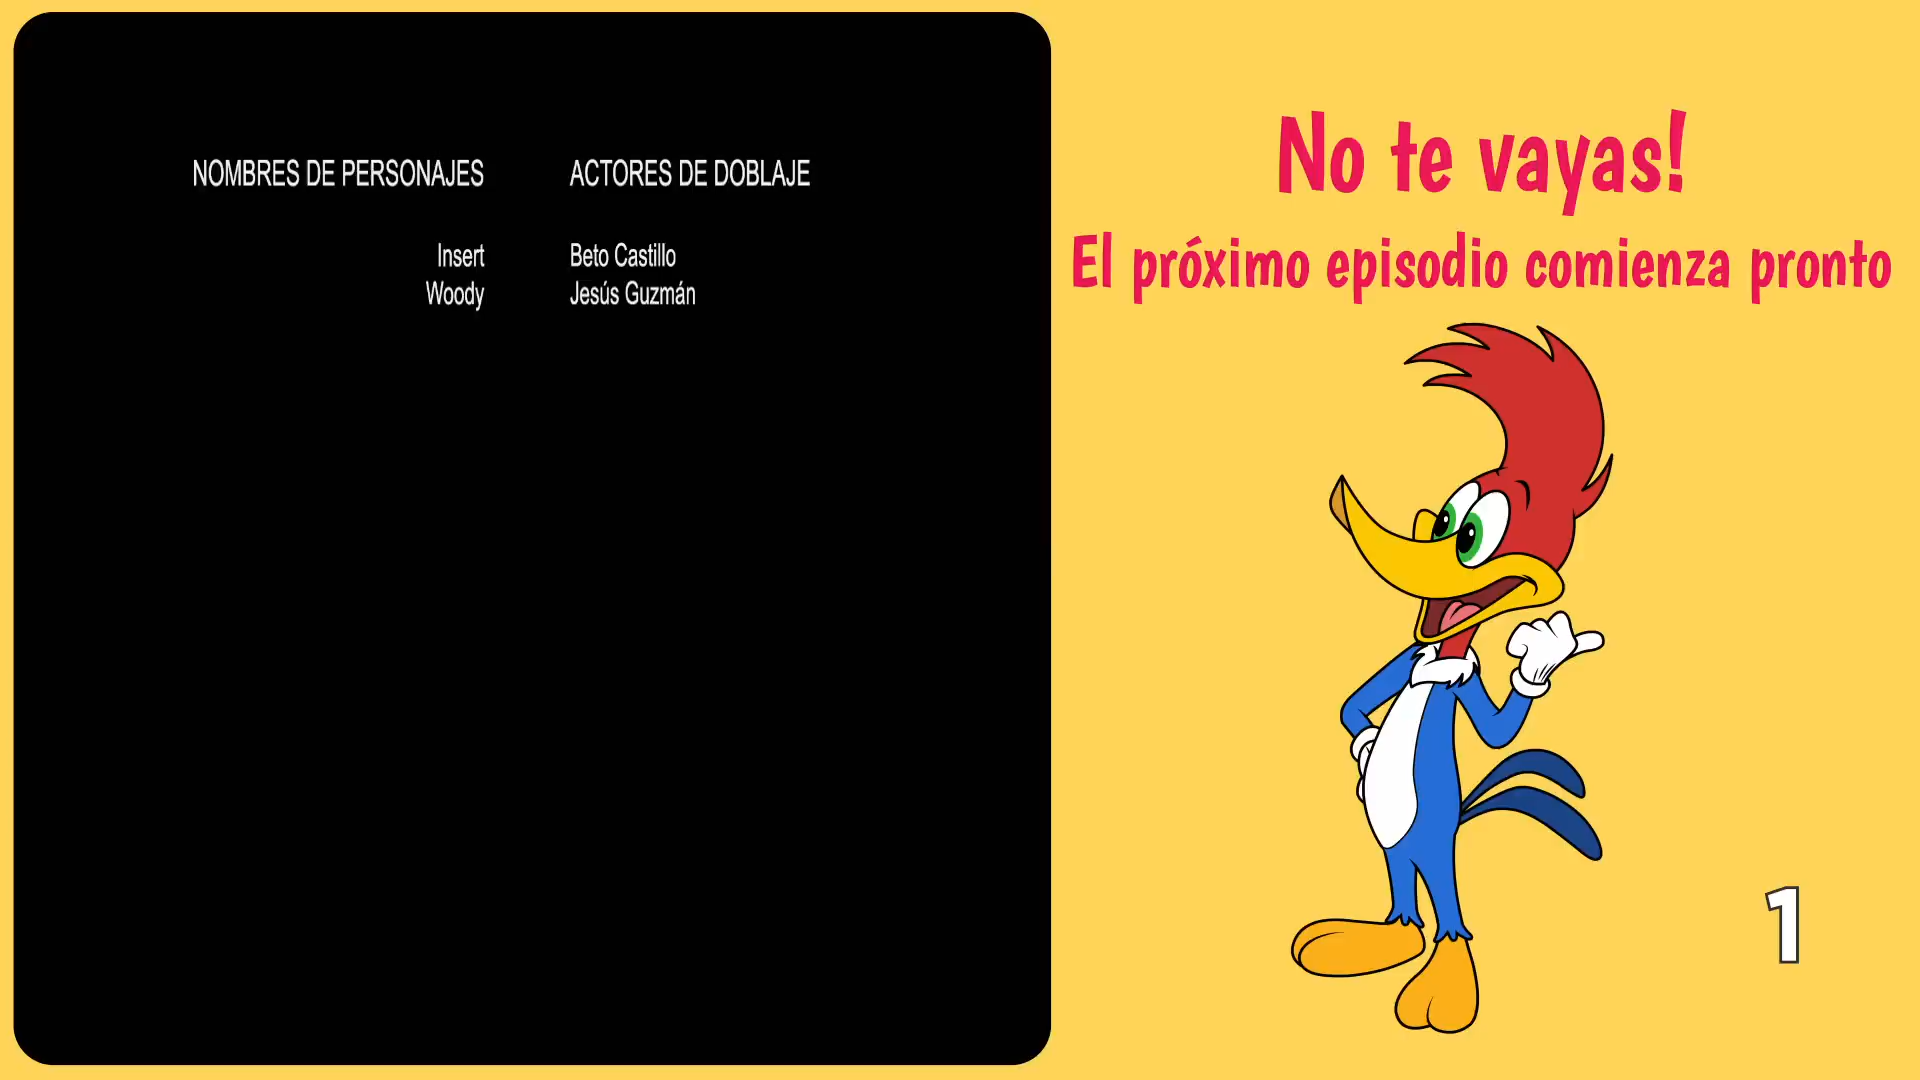 NOMBRES DE PERSONAJES ACTORES DE DOBLAJE
Insert Beto Castillo
Woody Jesús Guzmán
No te vayas!
El próximo episodio comienza pronto
1